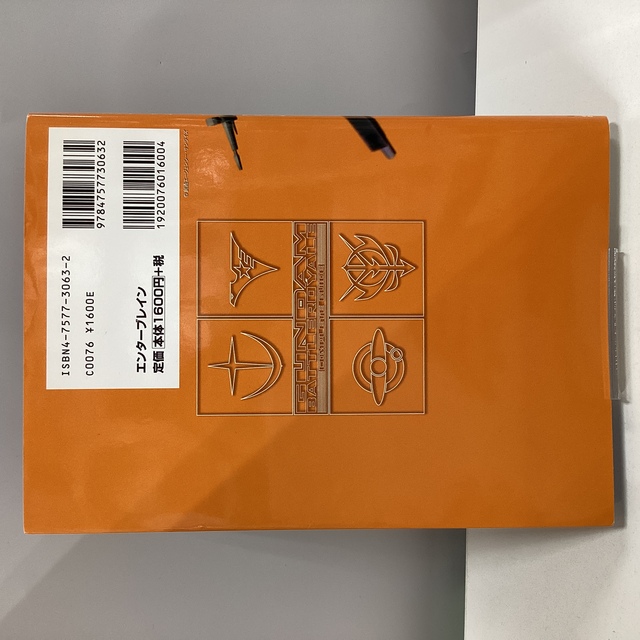 9784757730632
1920076016004
ISBN4-7577-3063-2
C0076 ¥1600E
エンターブレイン
定価 本体1600円+税
GUNDAM
BATTLE ROYALE